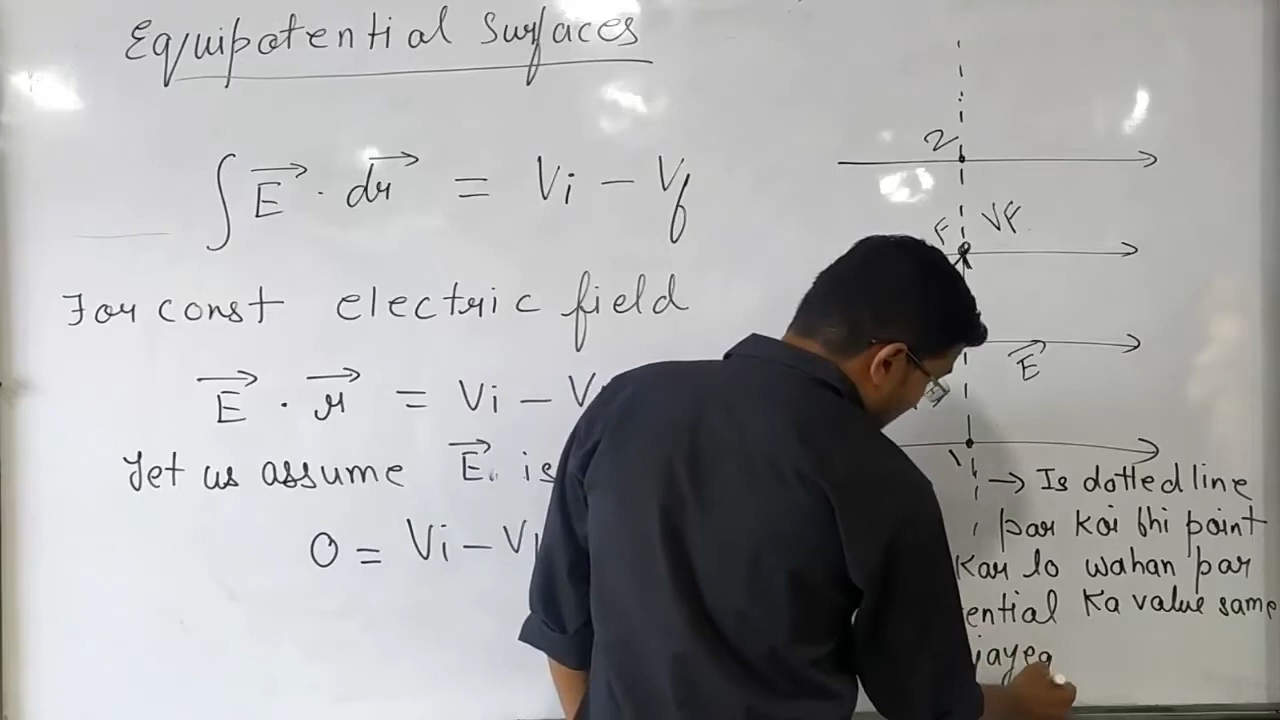 Equipotential Surfaces
∫ E⃗ . dr⃗ = Vi − Vf
For const electric field
E⃗ . r⃗ = Vi − V
Let us assume E⃗ is
0 = Vi − V
2
F VF
E⃗
1
→ Is dotted line
par koi bhi point
kar lo wahan par
ential ka value same
jayega